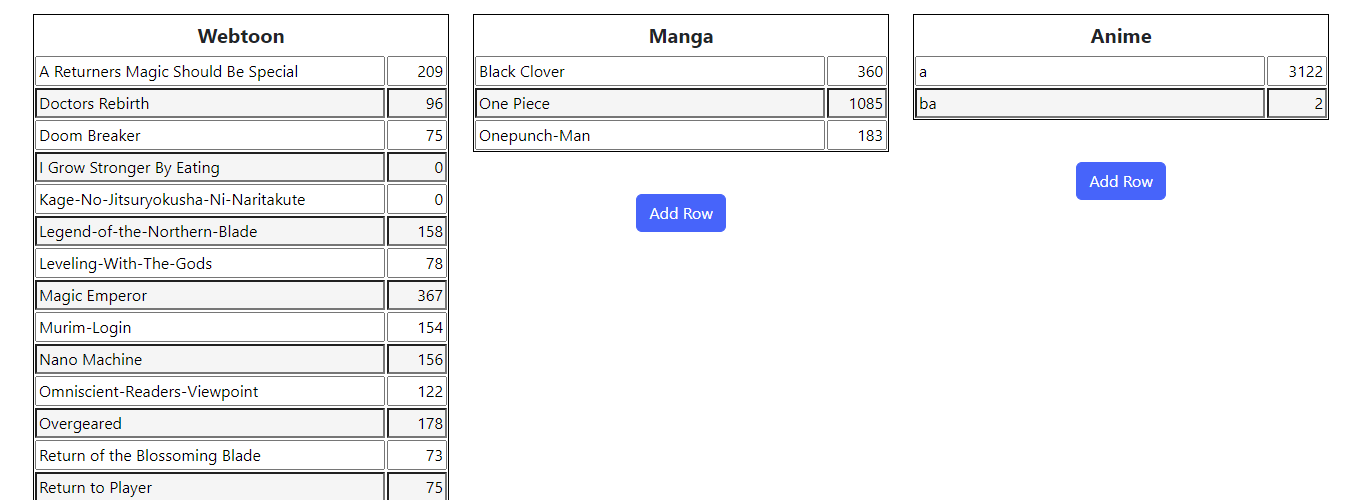 Webtoon
A Returners Magic Should Be Special 209
Doctors Rebirth 96
Doom Breaker 75
I Grow Stronger By Eating 0
Kage-No-Jitsuryokusha-Ni-Naritakute 0
Legend-of-the-Northern-Blade 158
Leveling-With-The-Gods 78
Magic Emperor 367
Murim-Login 154
Nano Machine 156
Omniscient-Readers-Viewpoint 122
Overgeared 178
Return of the Blossoming Blade 73
Return to Player 75
Manga
Black Clover 360
One Piece 1085
Onepunch-Man 183
Add Row
Anime
a 3122
ba 2
Add Row